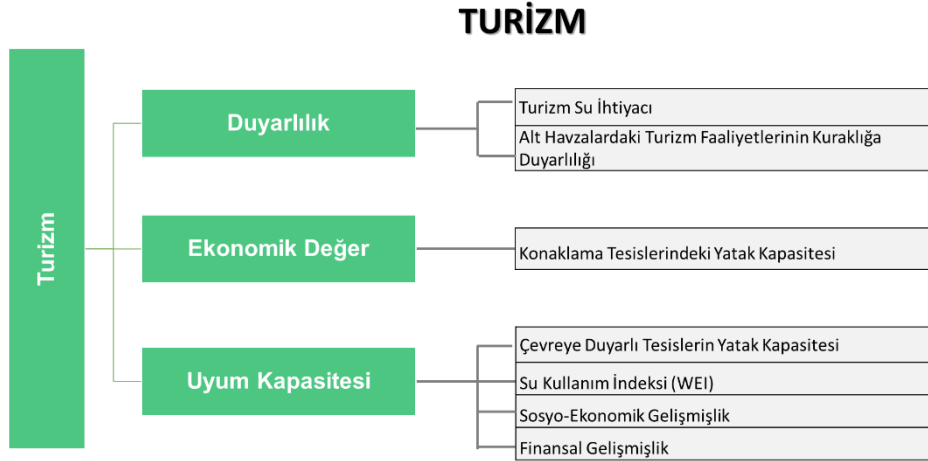 TURİZM
Turizm
Duyarlılık
Turizm Su İhtiyacı
Alt Havzalardaki Turizm Faaliyetlerinin Kuraklığa
Duyarlılığı
Ekonomik Değer
Konaklama Tesislerindeki Yatak Kapasitesi
Uyum Kapasitesi
Çevreye Duyarlı Tesislerin Yatak Kapasitesi
Su Kullanım İndeksi (WEI)
Sosyo-Ekonomik Gelişmişlik
Finansal Gelişmişlik